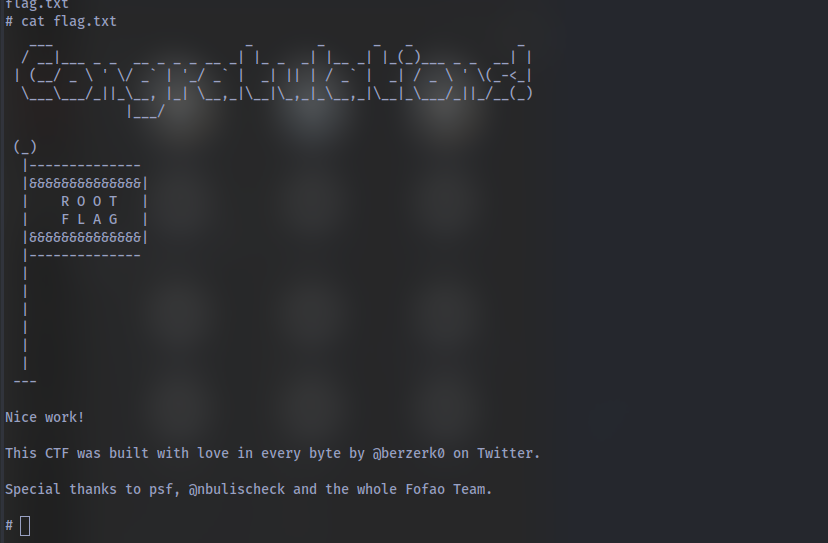 flag.txt
# cat flag.txt
Congratulations!
(_)
|--------------
|&&&&&&&&&&&&&&|
|    R O O T   |
|    F L A G   |
|&&&&&&&&&&&&&&|
|--------------
|
|
|
|
|
|
---
Nice work!
This CTF was built with love in every byte by @berzerk0 on Twitter.
Special thanks to psf, @nbulischeck and the whole Fofao Team.
#